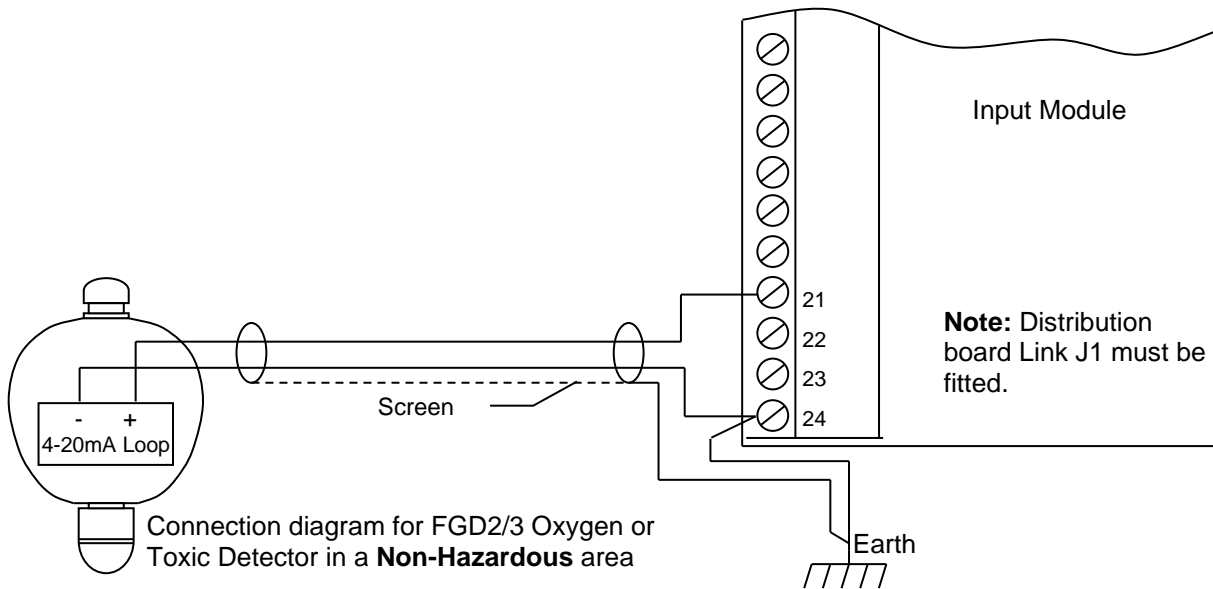 Input Module
21
22
23
24
Note: Distribution
board Link J1 must be
fitted.
Screen
- +
4-20mA Loop
Connection diagram for FGD2/3 Oxygen or
Toxic Detector in a Non-Hazardous area
Earth